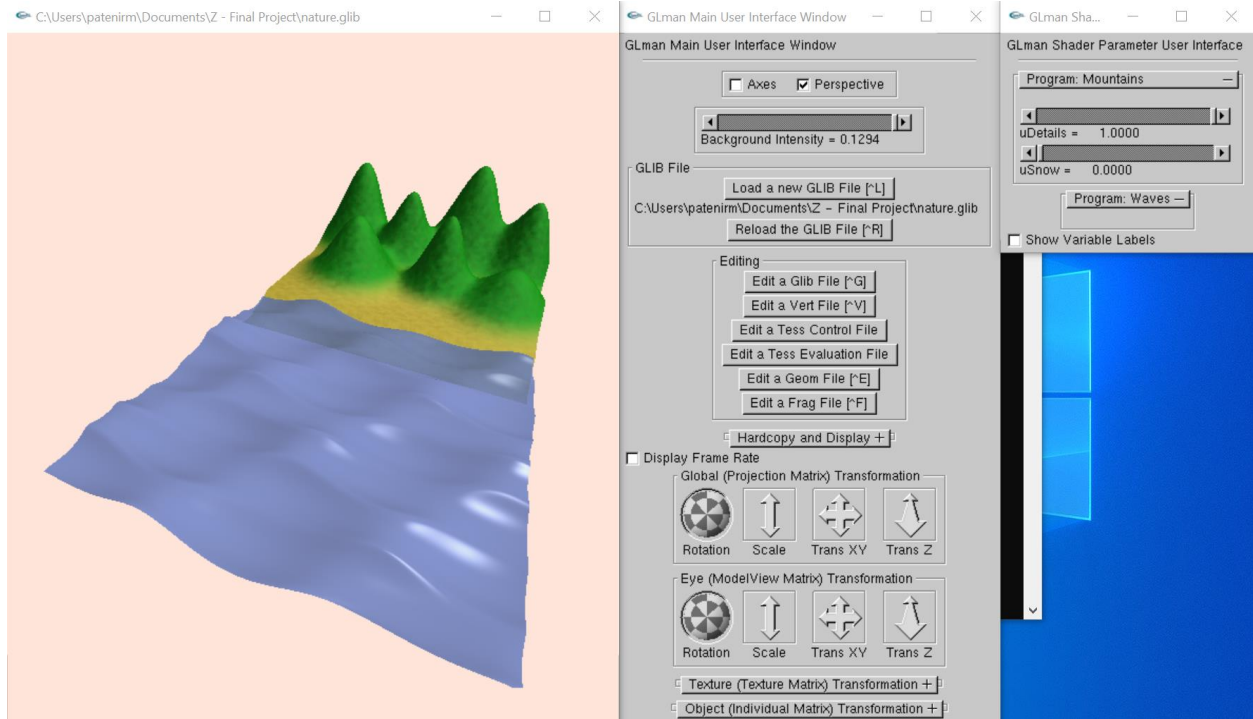 C:\Users\patenirm\Documents\Z - Final Project\nature.glib
GLman Main User Interface Window
GLman Sha...
GLman Main User Interface Window
Axes
Perspective
Background Intensity = 0.1294
GLIB File
Load a new GLIB File [^L]
C:\Users\patenirm\Documents\Z - Final Project\nature.glib
Reload the GLIB File [^R]
Editing
Edit a Glib File [^G]
Edit a Vert File [^V]
Edit a Tess Control File
Edit a Tess Evaluation File
Edit a Geom File [^E]
Edit a Frag File [^F]
Hardcopy and Display +
Display Frame Rate
Global (Projection Matrix) Transformation
Rotation Scale Trans XY Trans Z
Eye (ModelView Matrix) Transformation
Rotation Scale Trans XY Trans Z
Texture (Texture Matrix) Transformation +
Object (Individual Matrix) Transformation +
GLman Shader Parameter User Interface
Program: Mountains −
uDetails = 1.0000
uSnow = 0.0000
Program: Waves −
Show Variable Labels